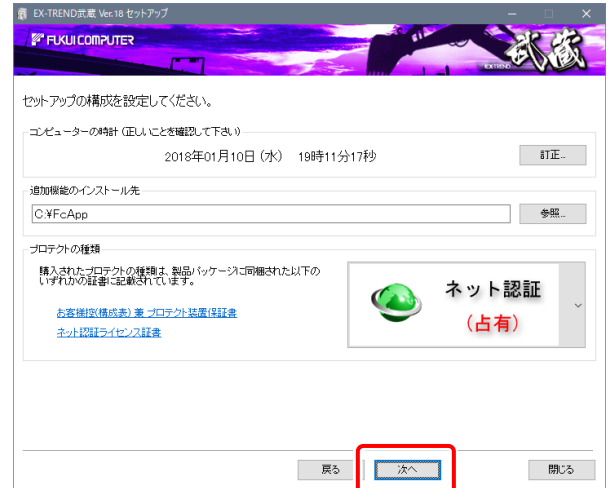 EX-TREND武蔵 Ver.18 セットアップ
FUKUI COMPUTER
EXTREND 武蔵
セットアップの構成を設定してください。
コンピューターの時計 (正しいことを確認して下さい)
2018年01月10日 (水) 19時11分17秒
訂正...
追加機能のインストール先
C:¥FcApp
参照...
プロテクトの種類
購入されたプロテクトの種類は、製品パッケージに同梱された以下の
いずれかの証書に記載されています。
ネット認証
(占有)
お客様控(構成表) 兼 プロテクト装置保証書
ネット認証ライセンス証書
戻る
次へ
閉じる